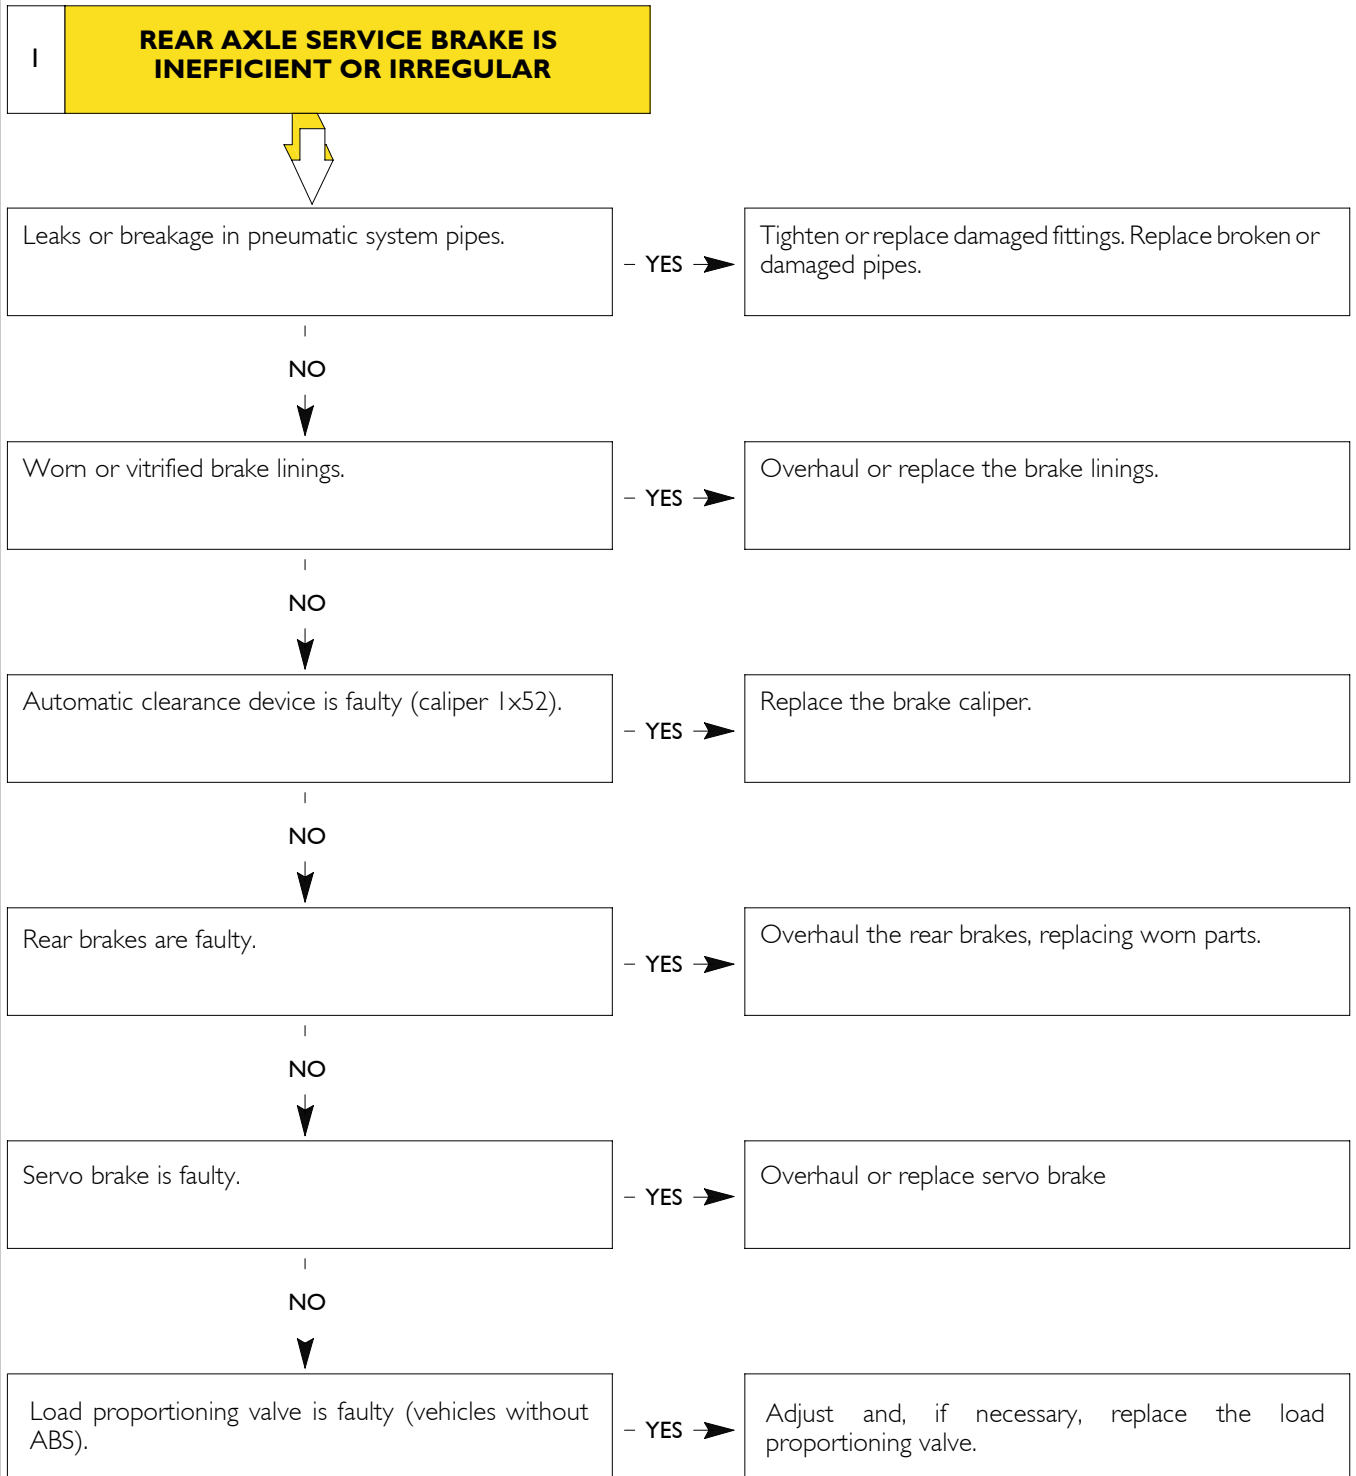 1
REAR AXLE SERVICE BRAKE IS
INEFFICIENT OR IRREGULAR
Leaks or breakage in pneumatic system pipes.
YES
Tighten or replace damaged fittings. Replace broken or
damaged pipes.
NO
Worn or vitrified brake linings.
YES
Overhaul or replace the brake linings.
NO
Automatic clearance device is faulty (caliper 1x52).
YES
Replace the brake caliper.
NO
Rear brakes are faulty.
YES
Overhaul the rear brakes, replacing worn parts.
NO
Servo brake is faulty.
YES
Overhaul or replace servo brake
NO
Load proportioning valve is faulty (vehicles without
ABS).
YES
Adjust and, if necessary, replace the load
proportioning valve.